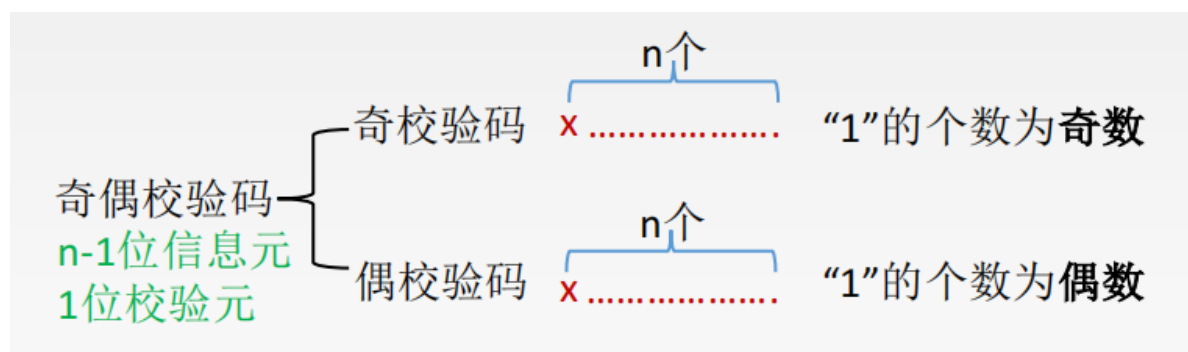 n个
奇校验码 x ………………. “1”的个数为奇数
奇偶校验码
n-1位信息元
1位校验元
n个
偶校验码 x ………………. “1”的个数为偶数